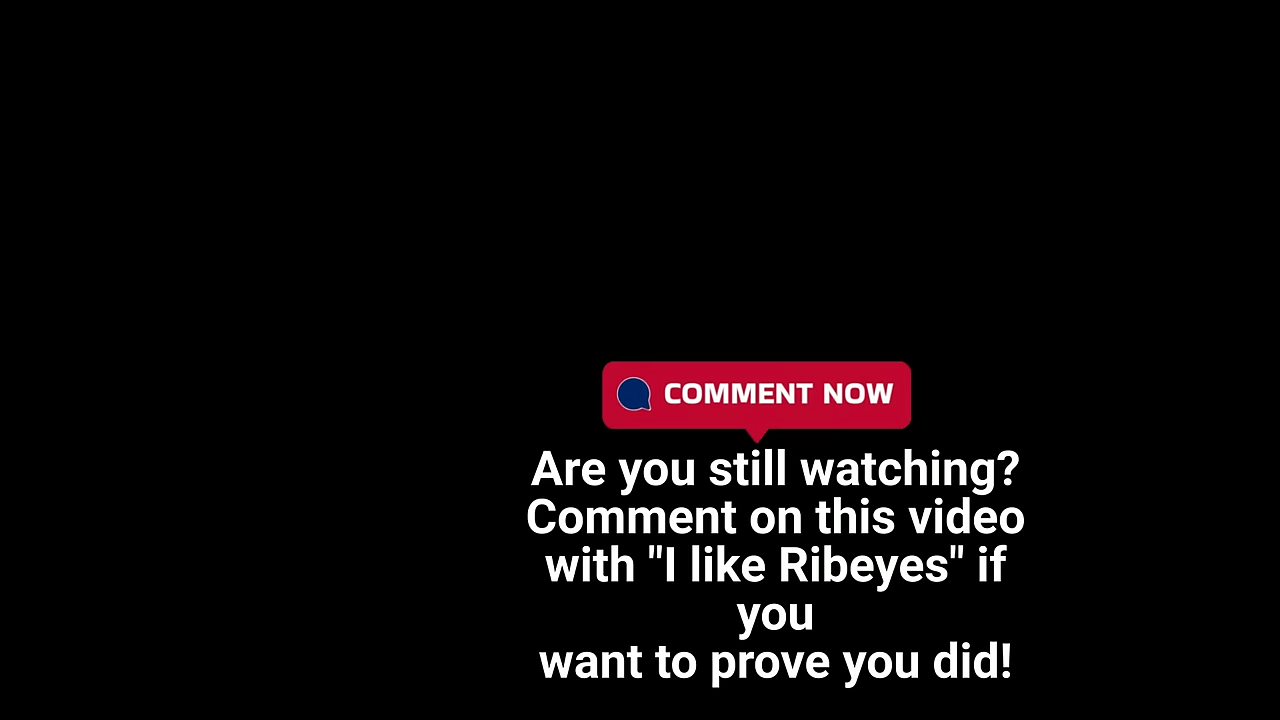 COMMENT NOW
Are you still watching?
Comment on this video
with "I like Ribeyes" if
you
want to prove you did!